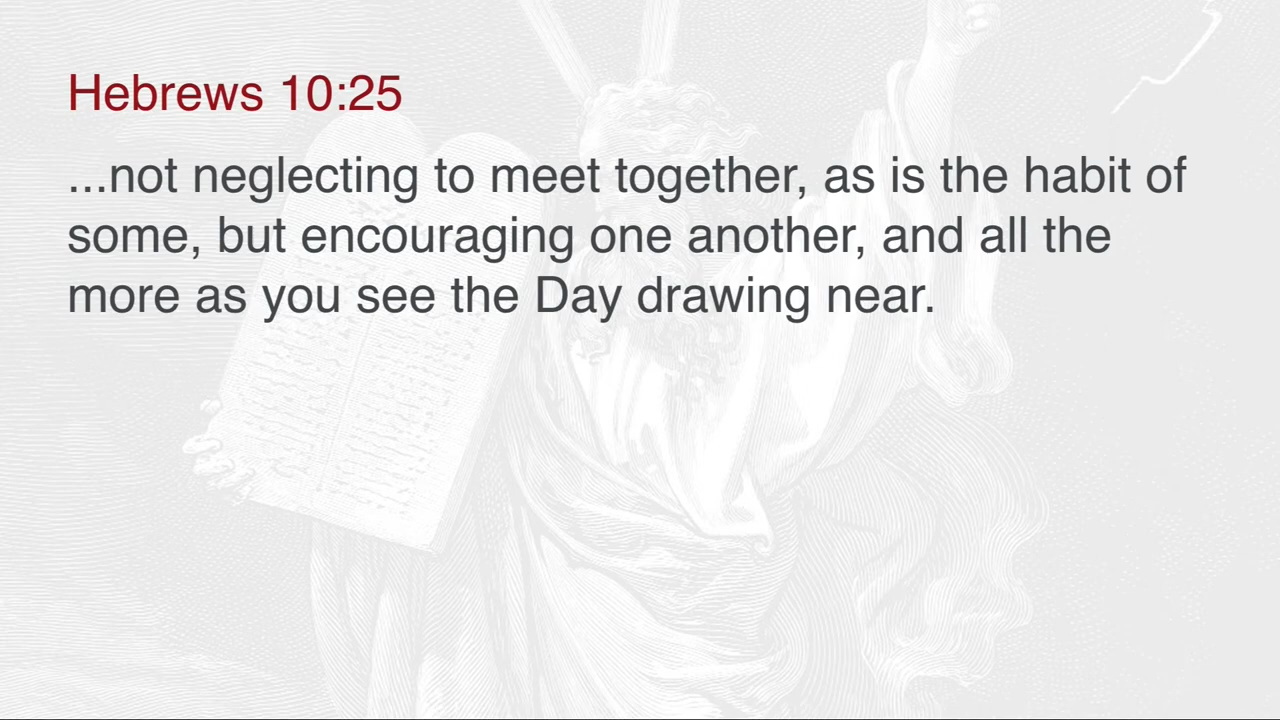 Hebrews 10:25
...not neglecting to meet together, as is the habit of
some, but encouraging one another, and all the
more as you see the Day drawing near.